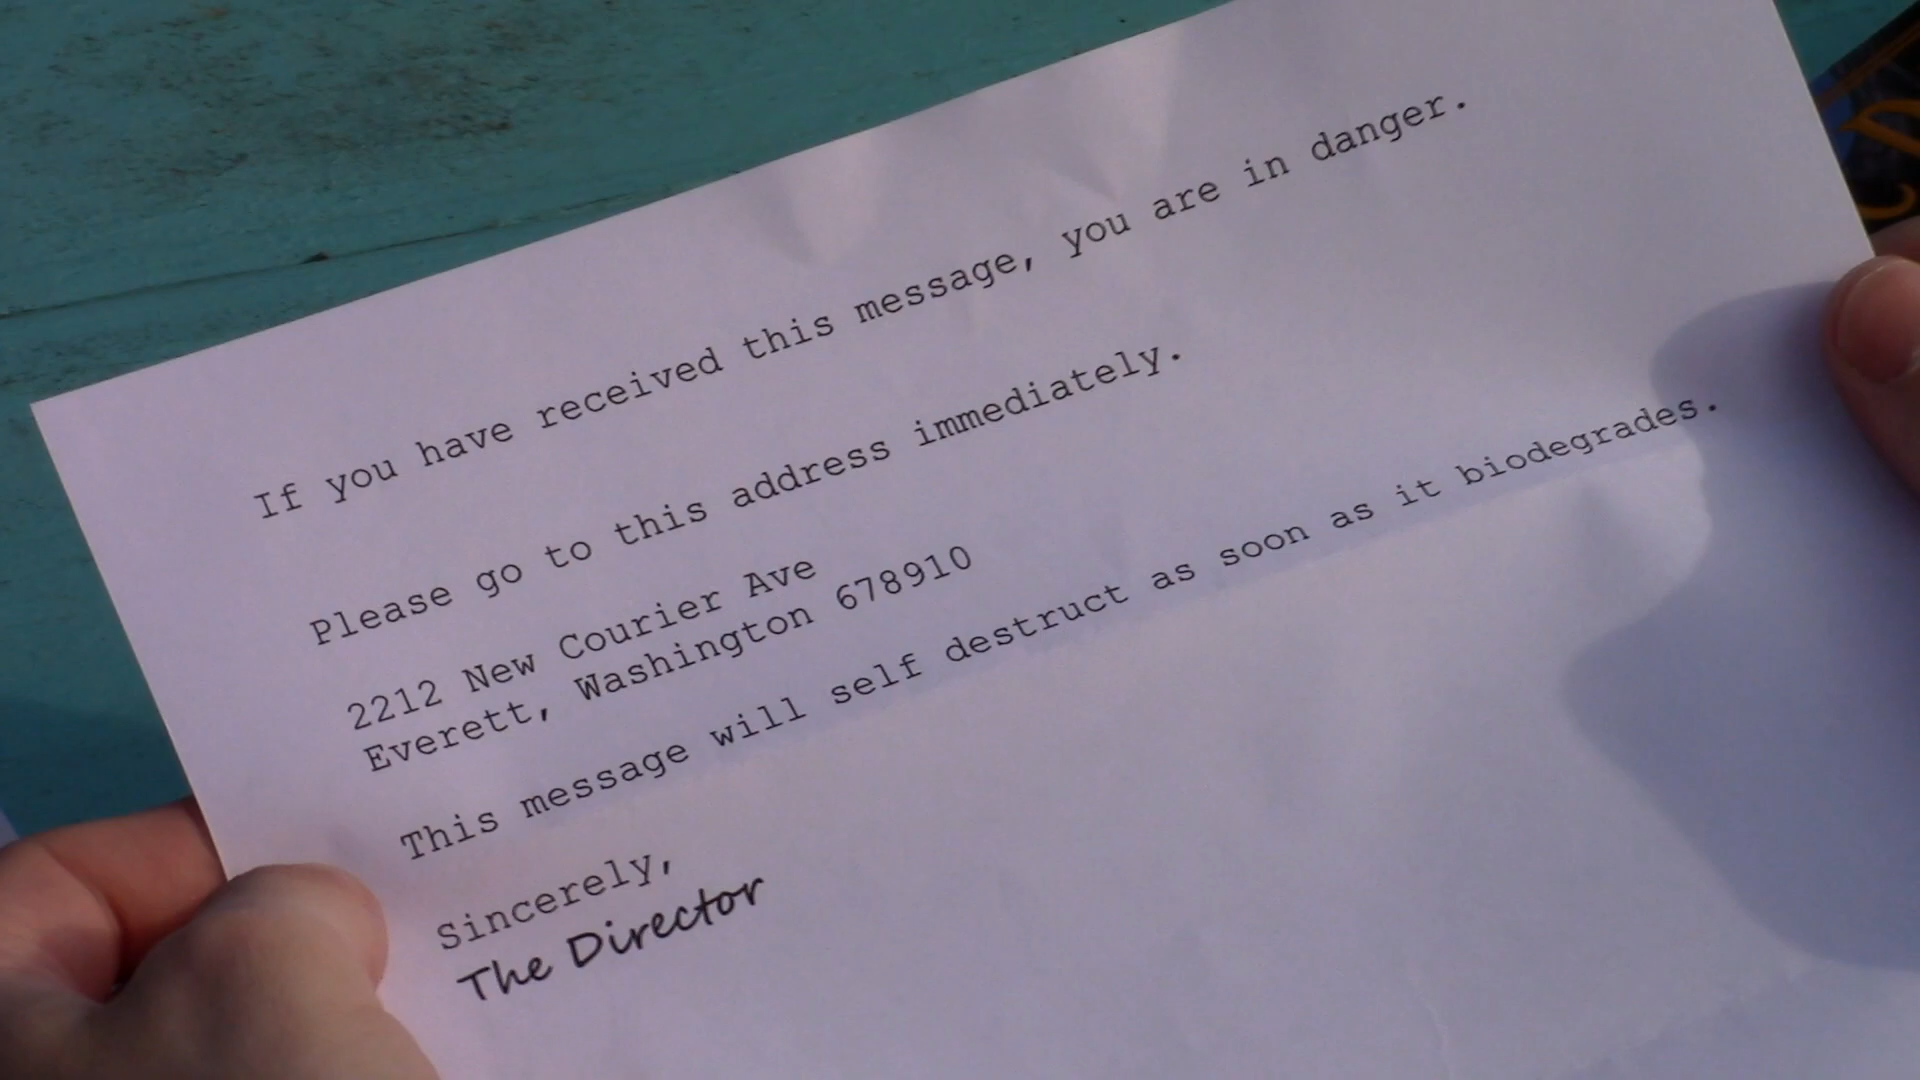 If you have received this message, you are in danger.
Please go to this address immediately.
2212 New Courier Ave
Everett, Washington 678910
This message will self destruct as soon as it biodegrades.
Sincerely,
The Director